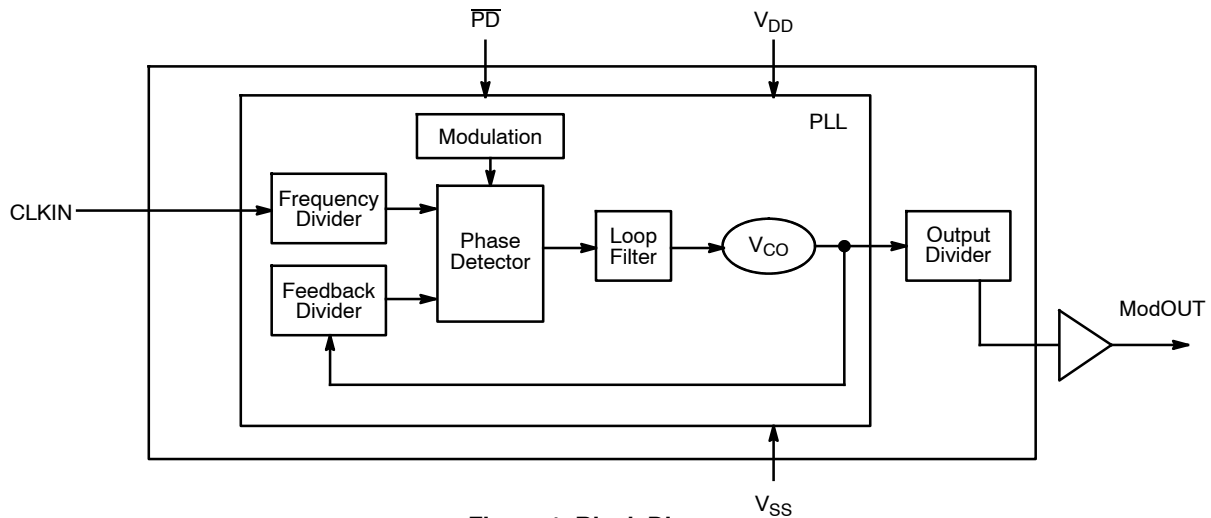 PD
VDD
PLL
Modulation
CLKIN
Frequency
Divider
Phase
Detector
Loop
Filter
VCO
Output
Divider
Feedback
Divider
ModOUT
VSS